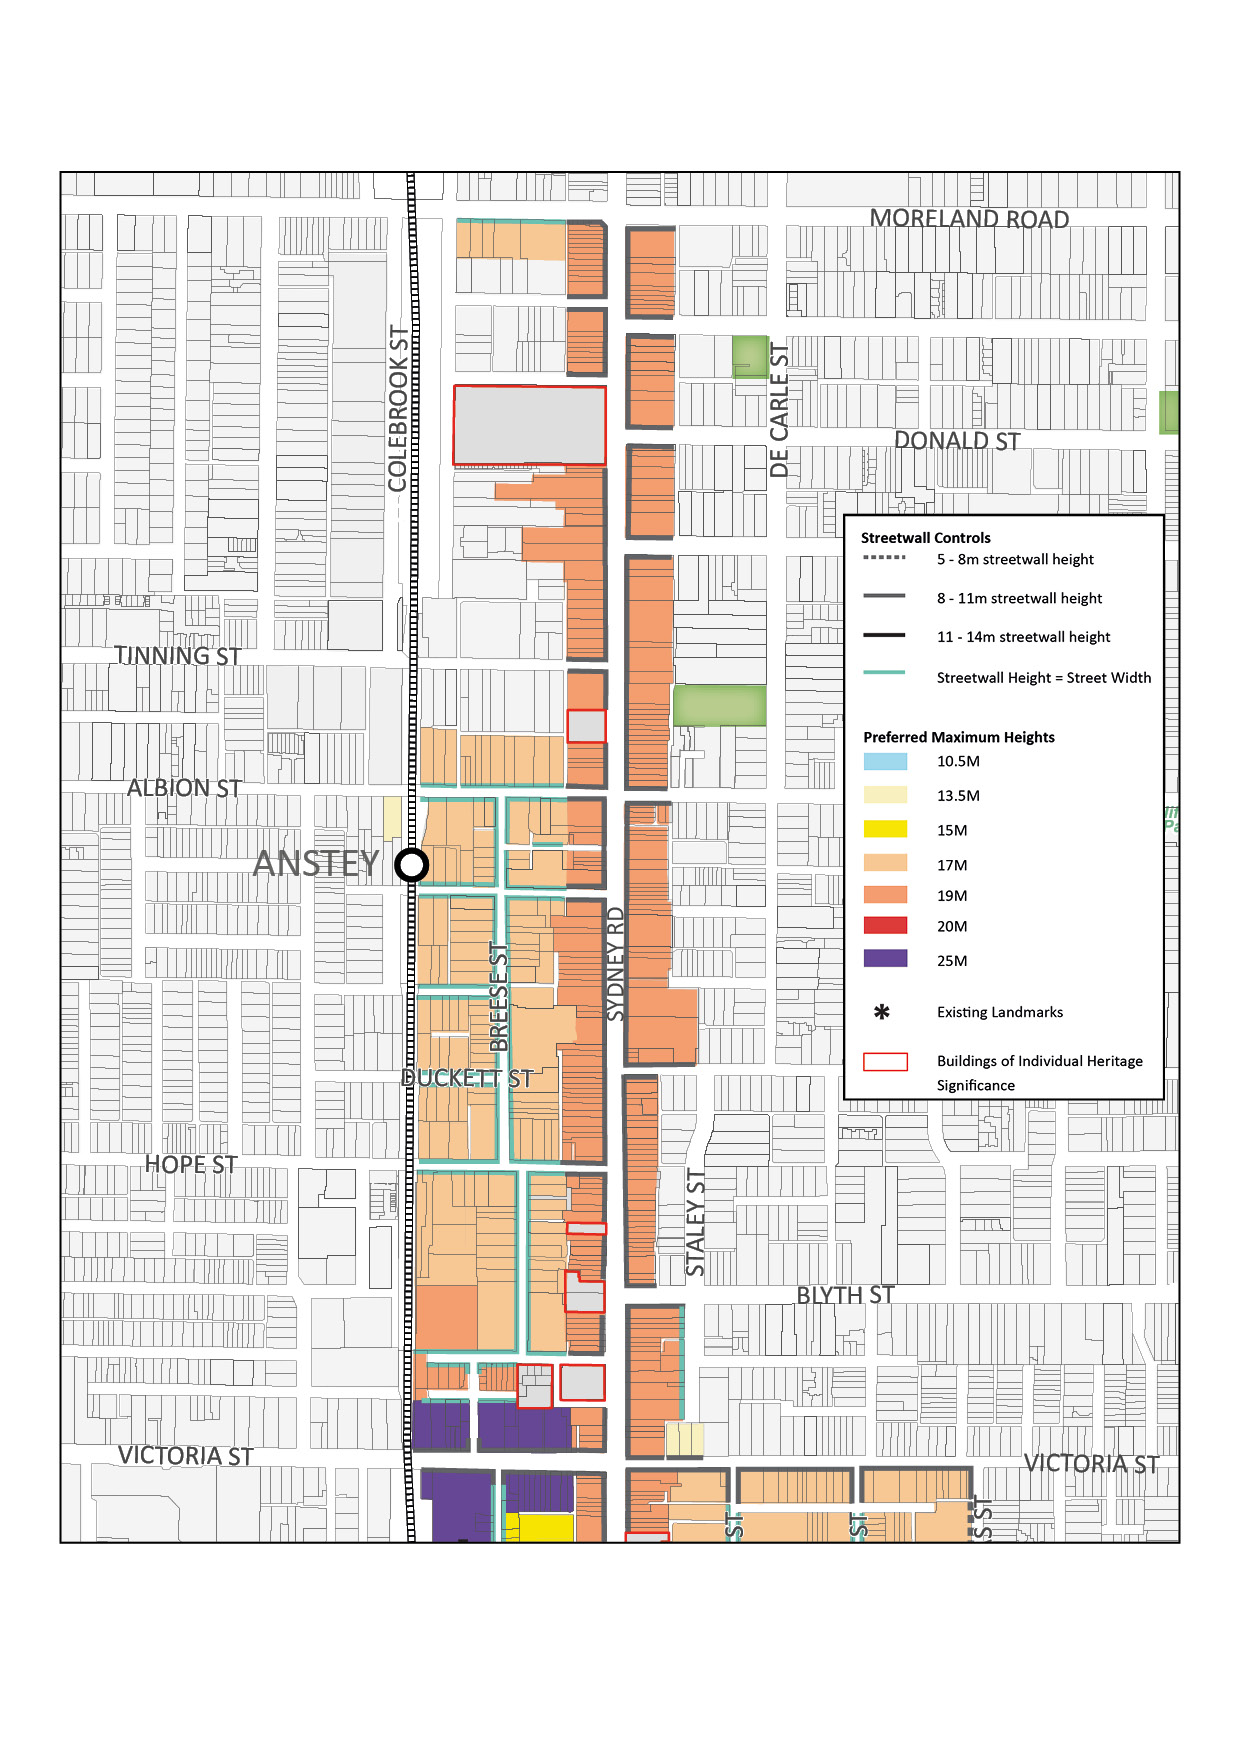 MORELAND ROAD
COLEBROOK ST
DE CARLE ST
DONALD ST
Streetwall Controls
5 - 8m streetwall height
8 - 11m streetwall height
11 - 14m streetwall height
Streetwall Height = Street Width
TINNING ST
Preferred Maximum Heights
10.5M
13.5M
15M
17M
19M
20M
25M
ALBION ST
ANSTEY
SYDNEY RD
BREESE ST
Existing Landmarks
Buildings of Individual Heritage
Significance
DUCKETT ST
HOPE ST
STALEY ST
BLYTH ST
VICTORIA ST
VICTORIA ST
ST
ST
AS ST